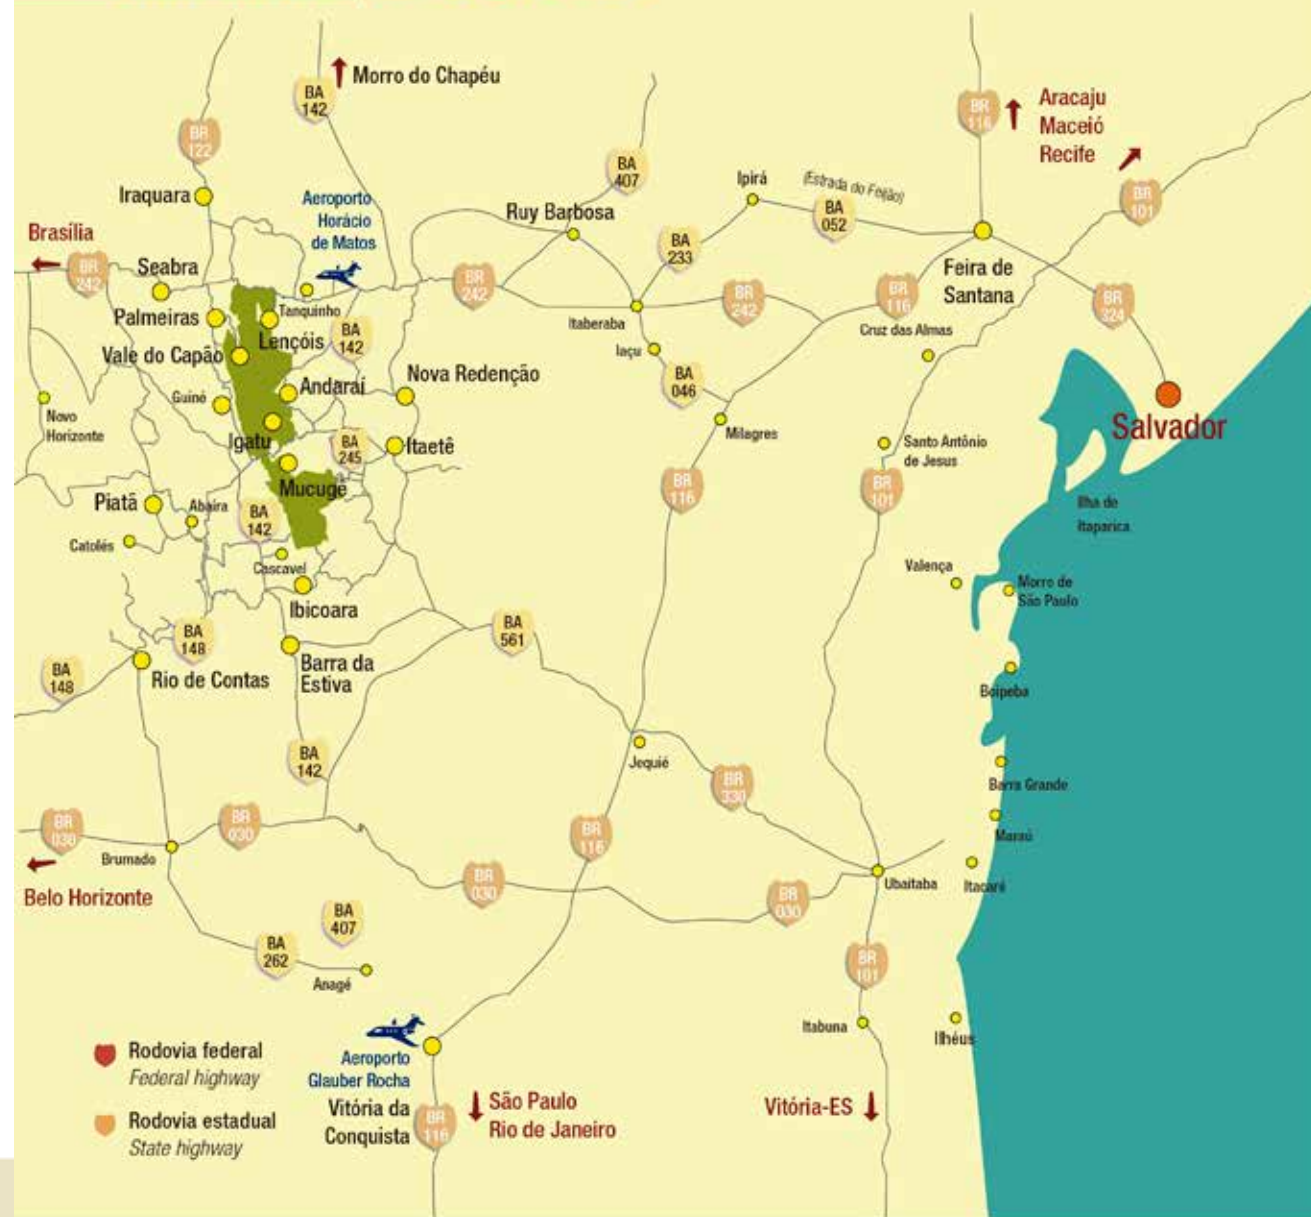 Morro do Chapéu
BA
142
BR
116
Aracaju
Maceió
Recife
BR
122
BA
407
Ipirá
(Estrada do Feijão)
BA
052
BR
101
Iraquara
Aeroporto
Horácio
de Matos
Ruy Barbosa
BA
233
Brasília
BR
242
Seabra
BR
242
BR
242
BR
116
Feira de
Santana
BR
324
Palmeiras
Tanquinho
Lençóis
BA
142
Itaberaba
Cruz das Almas
Vale do Capão
Iaçu
BA
046
Guiné
Andaraí
Nova Redenção
Novo
Horizonte
Igatu
BA
245
Itaetê
Milagres
Santo Antônio
de Jesus
Salvador
Mucugê
BR
116
BR
101
Ilha de
Itaparica
Piatã
Abaíra
BA
142
Catolés
Cascavel
Valença
Morro de
São Paulo
Ibicoara
BA
148
BA
561
BA
148
Rio de Contas
Barra da
Estiva
Boipeba
BA
142
Jequié
BR
330
Barra Grande
BR
030
BR
030
BR
116
Maraú
Brumado
Belo Horizonte
BR
030
BR
030
Ubaitaba
Itacaré
BA
407
BA
262
Anagé
BR
101
Itabuna
Ilhéus
Aeroporto
Glauber Rocha
Vitória da
Conquista
BR
116
São Paulo
Rio de Janeiro
Vitória-ES
Rodovia federal
Federal highway
Rodovia estadual
State highway